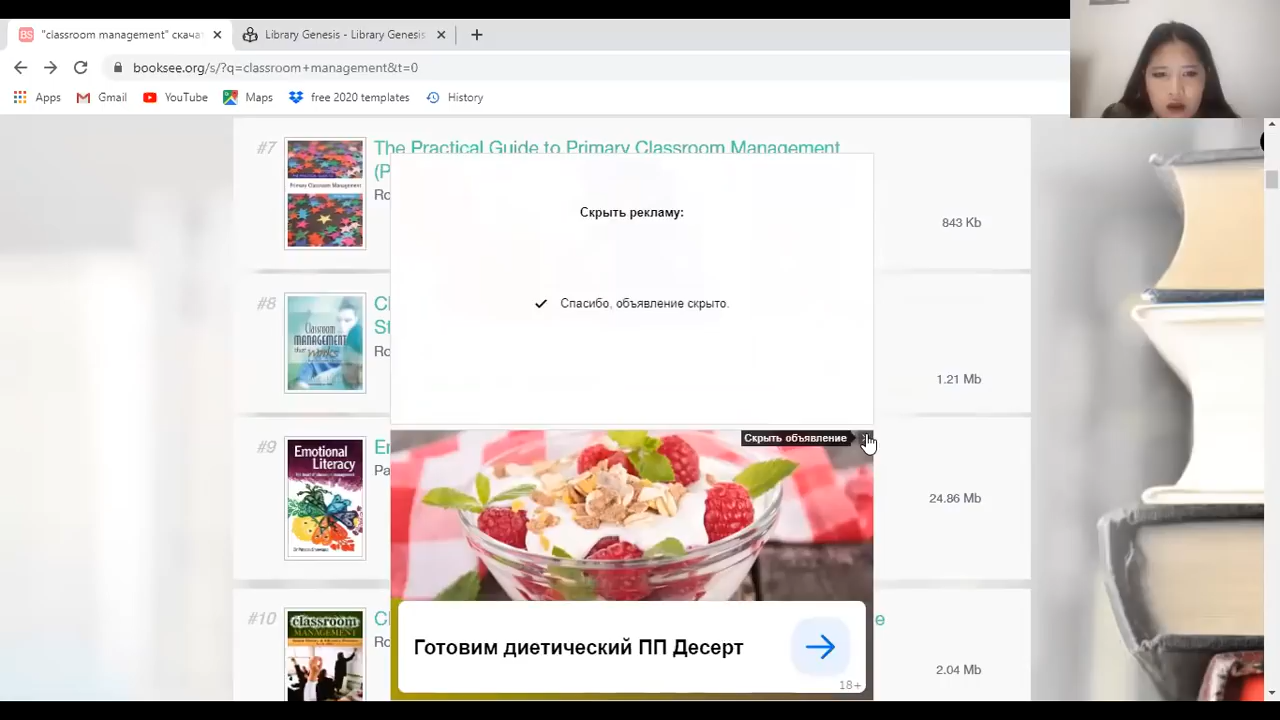 "classroom management" скача
Library Genesis - Library Genesis
booksee.org/s/?q=classroom+management&t=0
Apps
Gmail
YouTube
Maps
free 2020 templates
History
#7
The Practical Guide to Primary Classroom Management
(P
Ro
843 Kb
Primary Classroom Management
Скрыть рекламу:
Спасибо, объявление скрыто.
#8
Cl
St
Ro
1.21 Mb
Classroom
MANAGEMENT
that works
Скрыть объявление
#9
E
Pa
24.86 Mb
Emotional
Literacy
#10
Cl
e
Ro
2.04 Mb
classroom
MANAGEMENT
Готовим диетический ПП Десерт
18+